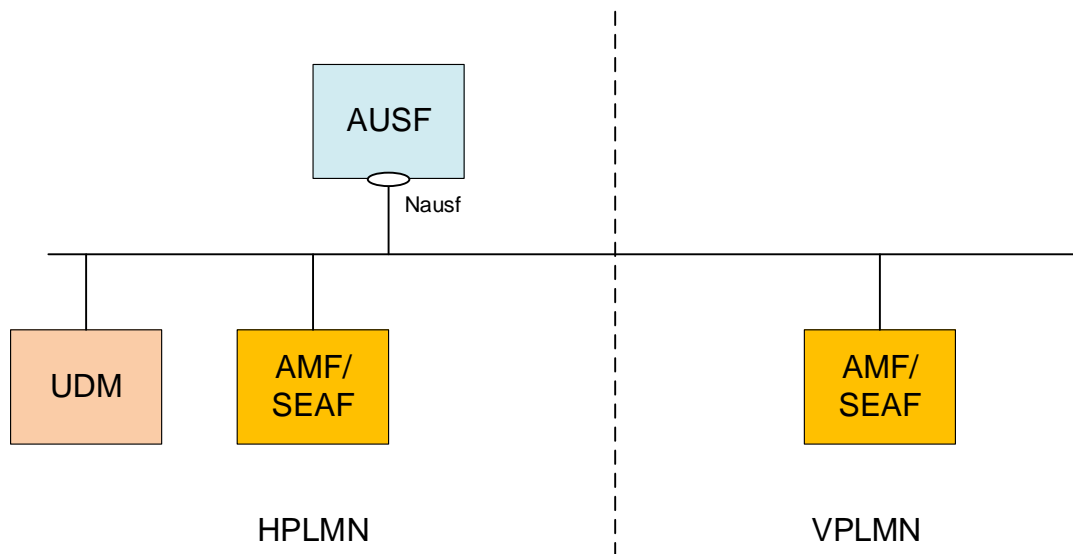 AUSF
Nausf
UDM
AMF/
SEAF
AMF/
SEAF
HPLMN
VPLMN